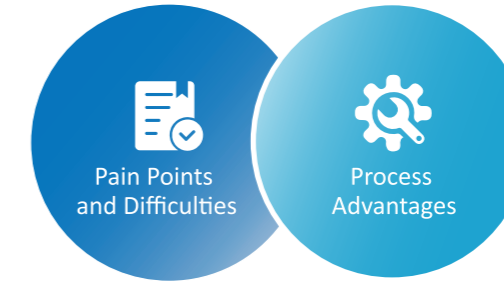 Pain Points
and Difficulties
Process
Advantages